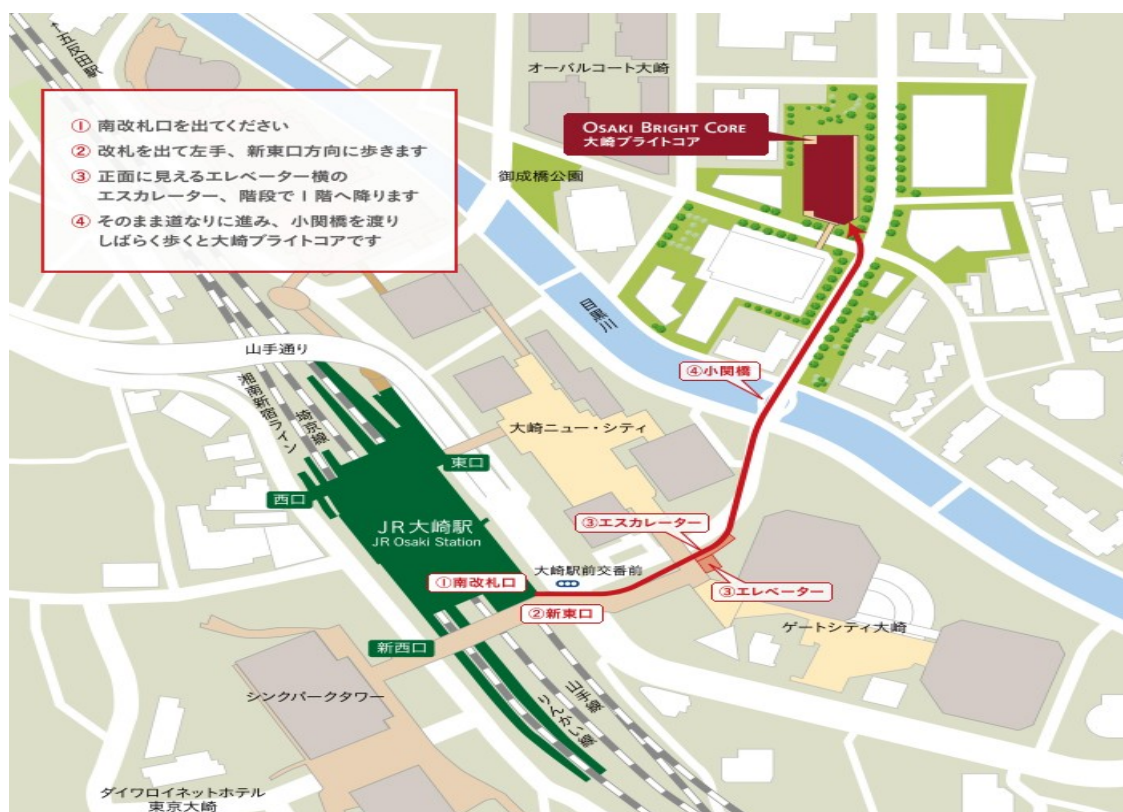 ←五反田駅
① 南改札口を出てください
② 改札を出て左手、新東口方向に歩きます
③ 正面に見えるエレベーター横の
エスカレーター、階段で1階へ降ります
④ そのまま道なりに進み、小関橋を渡り
しばらく歩くと大崎ブライトコアです
オーバルコート大崎
OSAKI BRIGHT CORE
大崎ブライトコア
御成橋公園
目黒川
山手通り
湘南新宿ライン
埼京線
④小関橋
大崎ニュー・シティ
東口
西口
JR大崎駅
JR Osaki Station
③エスカレーター
大崎駅前交番前
①南改札口
③エレベーター
②新東口
ゲートシティ大崎
新西口
シンクパークタワー
山手線
りんかい線
ダイワロイネットホテル
東京大崎